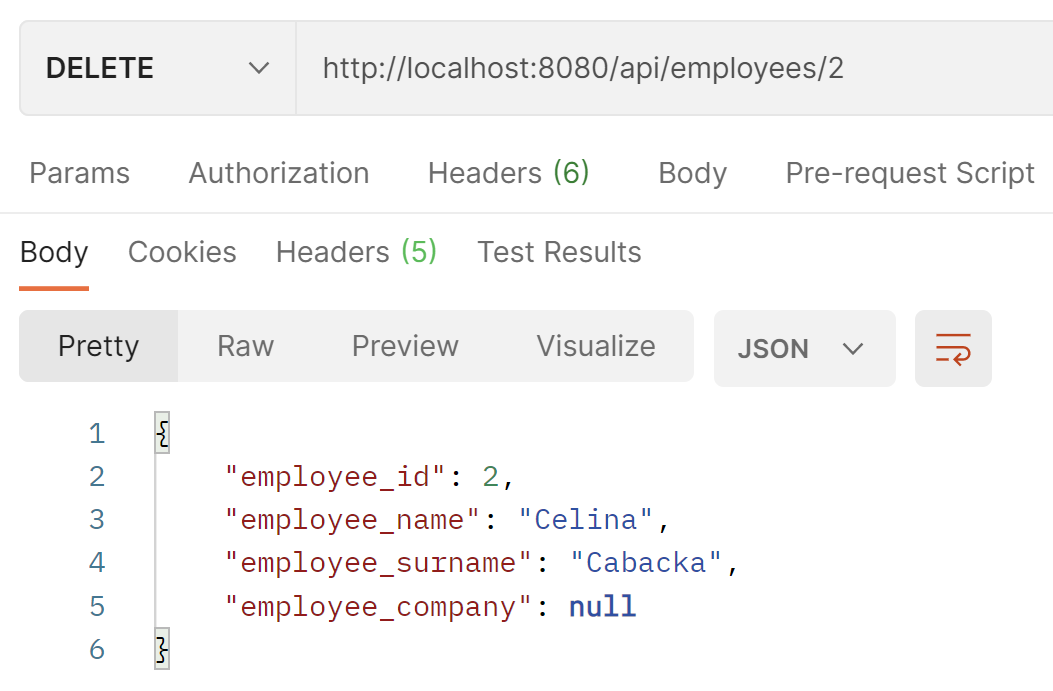 DELETE http://localhost:8080/api/employees/2
Params Authorization Headers (6) Body Pre-request Script
Body Cookies Headers (5) Test Results
Pretty Raw Preview Visualize JSON
1 {
2 "employee_id": 2,
3 "employee_name": "Celina",
4 "employee_surname": "Cabacka",
5 "employee_company": null
6 }